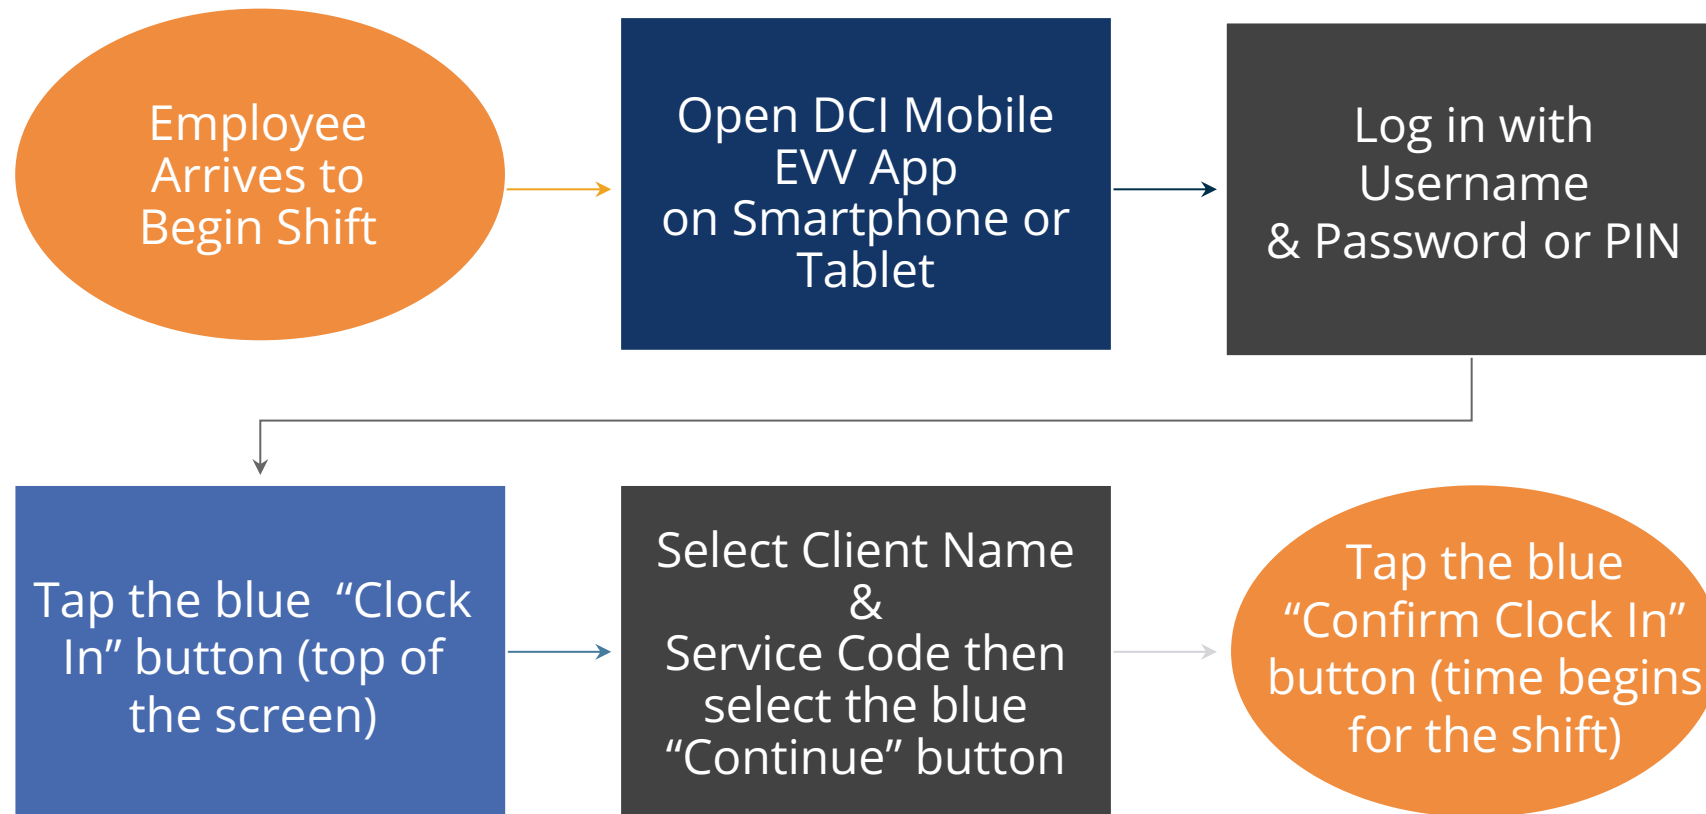 Employee
Arrives to
Begin Shift
Open DCI Mobile
EVV App
on Smartphone or
Tablet
Log in with
Username
& Password or PIN
Tap the blue  “Clock
In” button (top of
the screen)
Select Client Name
&
Service Code then
select the blue
“Continue” button
Tap the blue
“Confirm Clock In”
button (time begins
for the shift)